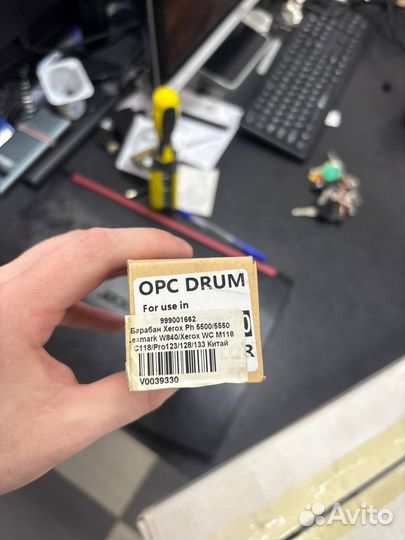 OPC DRUM
For use in
0
R
999001662
Барабан Xerox Ph 5500/5550
Lexmark W840/Xerox WC M118
C118/Pro123/128/133 Китай
V0039330
Avito